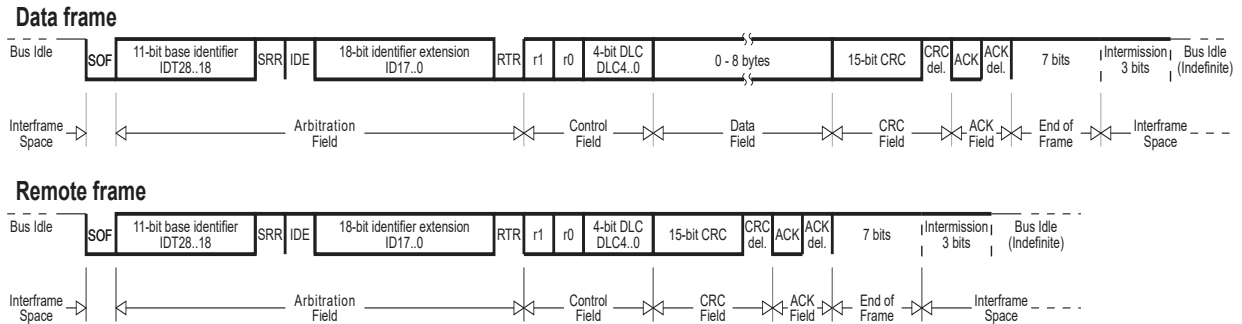 Data frame
Bus Idle
SOF
11-bit base identifier
IDT28..18
SRR
IDE
18-bit identifier extension
ID17..0
RTR
r1
r0
4-bit DLC
DLC4..0
0 - 8 bytes
15-bit CRC
CRC
del.
ACK
ACK
del.
7 bits
Intermission
3 bits
Bus Idle
(Indefinite)
Interframe
Space
Arbitration
Field
Control
Field
Data
Field
CRC
Field
ACK
Field
End of
Frame
Interframe
Space
Remote frame
Bus Idle
SOF
11-bit base identifier
IDT28..18
SRR
IDE
18-bit identifier extension
ID17..0
RTR
r1
r0
4-bit DLC
DLC4..0
15-bit CRC
CRC
del.
ACK
ACK
del.
7 bits
Intermission
3 bits
Bus Idle
(Indefinite)
Interframe
Space
Arbitration
Field
Control
Field
CRC
Field
ACK
Field
End of
Frame
Interframe
Space